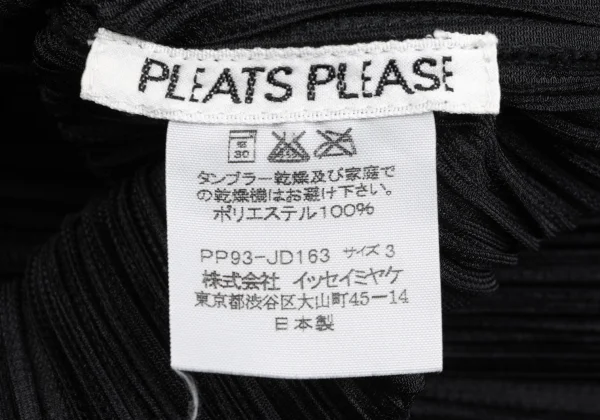 PLEATS PLEASE
弱 30
タンブラー乾燥及び家庭で
の乾燥機はお避け下さい。
ポリエステル100%
PP93-JD163 サイズ 3
株式会社 イッセイミヤケ
東京都渋谷区大山町45-14
日本製